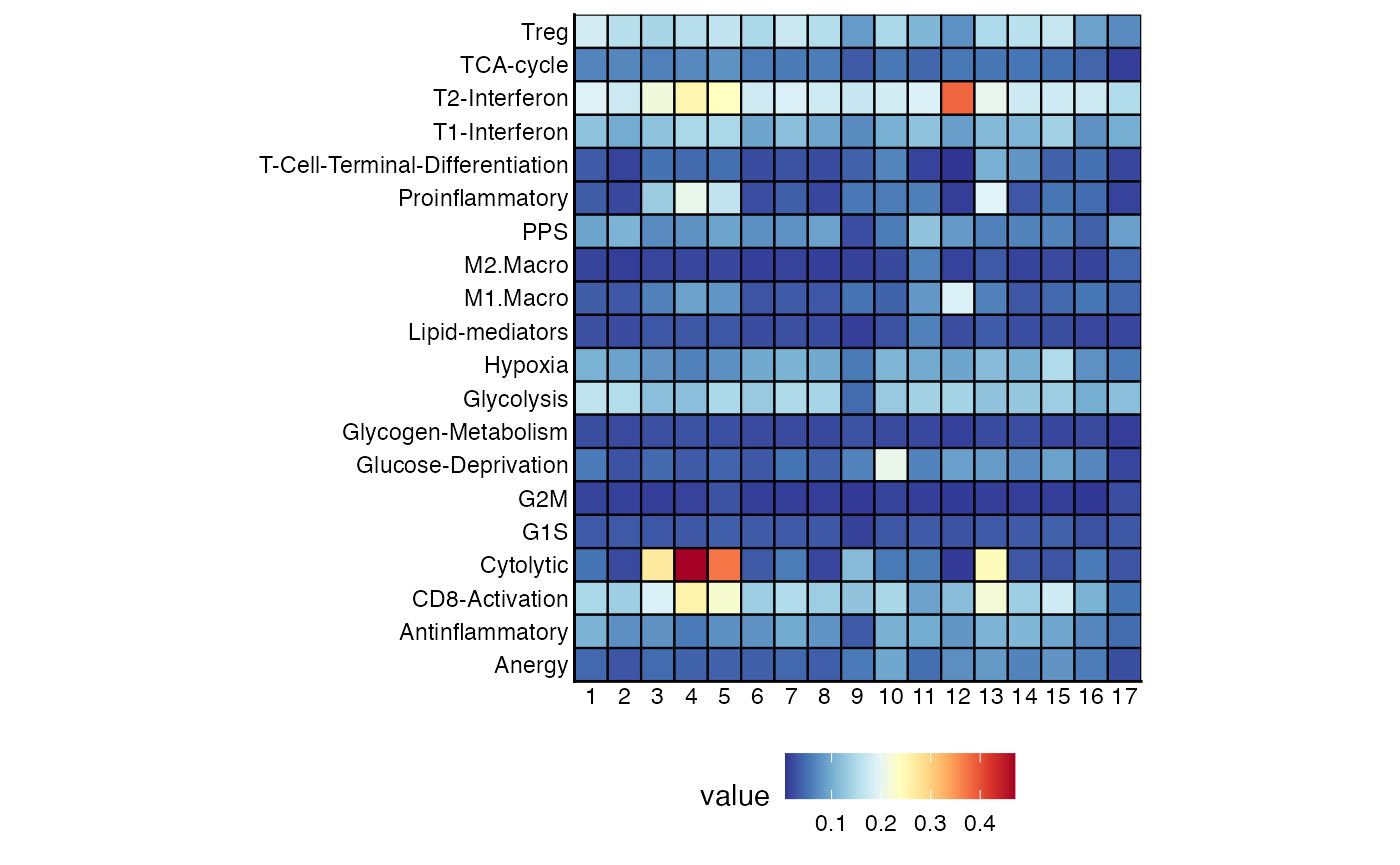 Treg
TCA-cycle
T2-Interferon
T1-Interferon
T-Cell-Terminal-Differentiation
Proinflammatory
PPS
M2.Macro
M1.Macro
Lipid-mediators
Hypoxia
Glycolysis
Glycogen-Metabolism
Glucose-Deprivation
G2M
G1S
Cytolytic
CD8-Activation
Antinflammatory
Anergy
1 2 3 4 5 6 7 8 9 10 11 12 13 14 15 16 17
value
0.1 0.2 0.3 0.4